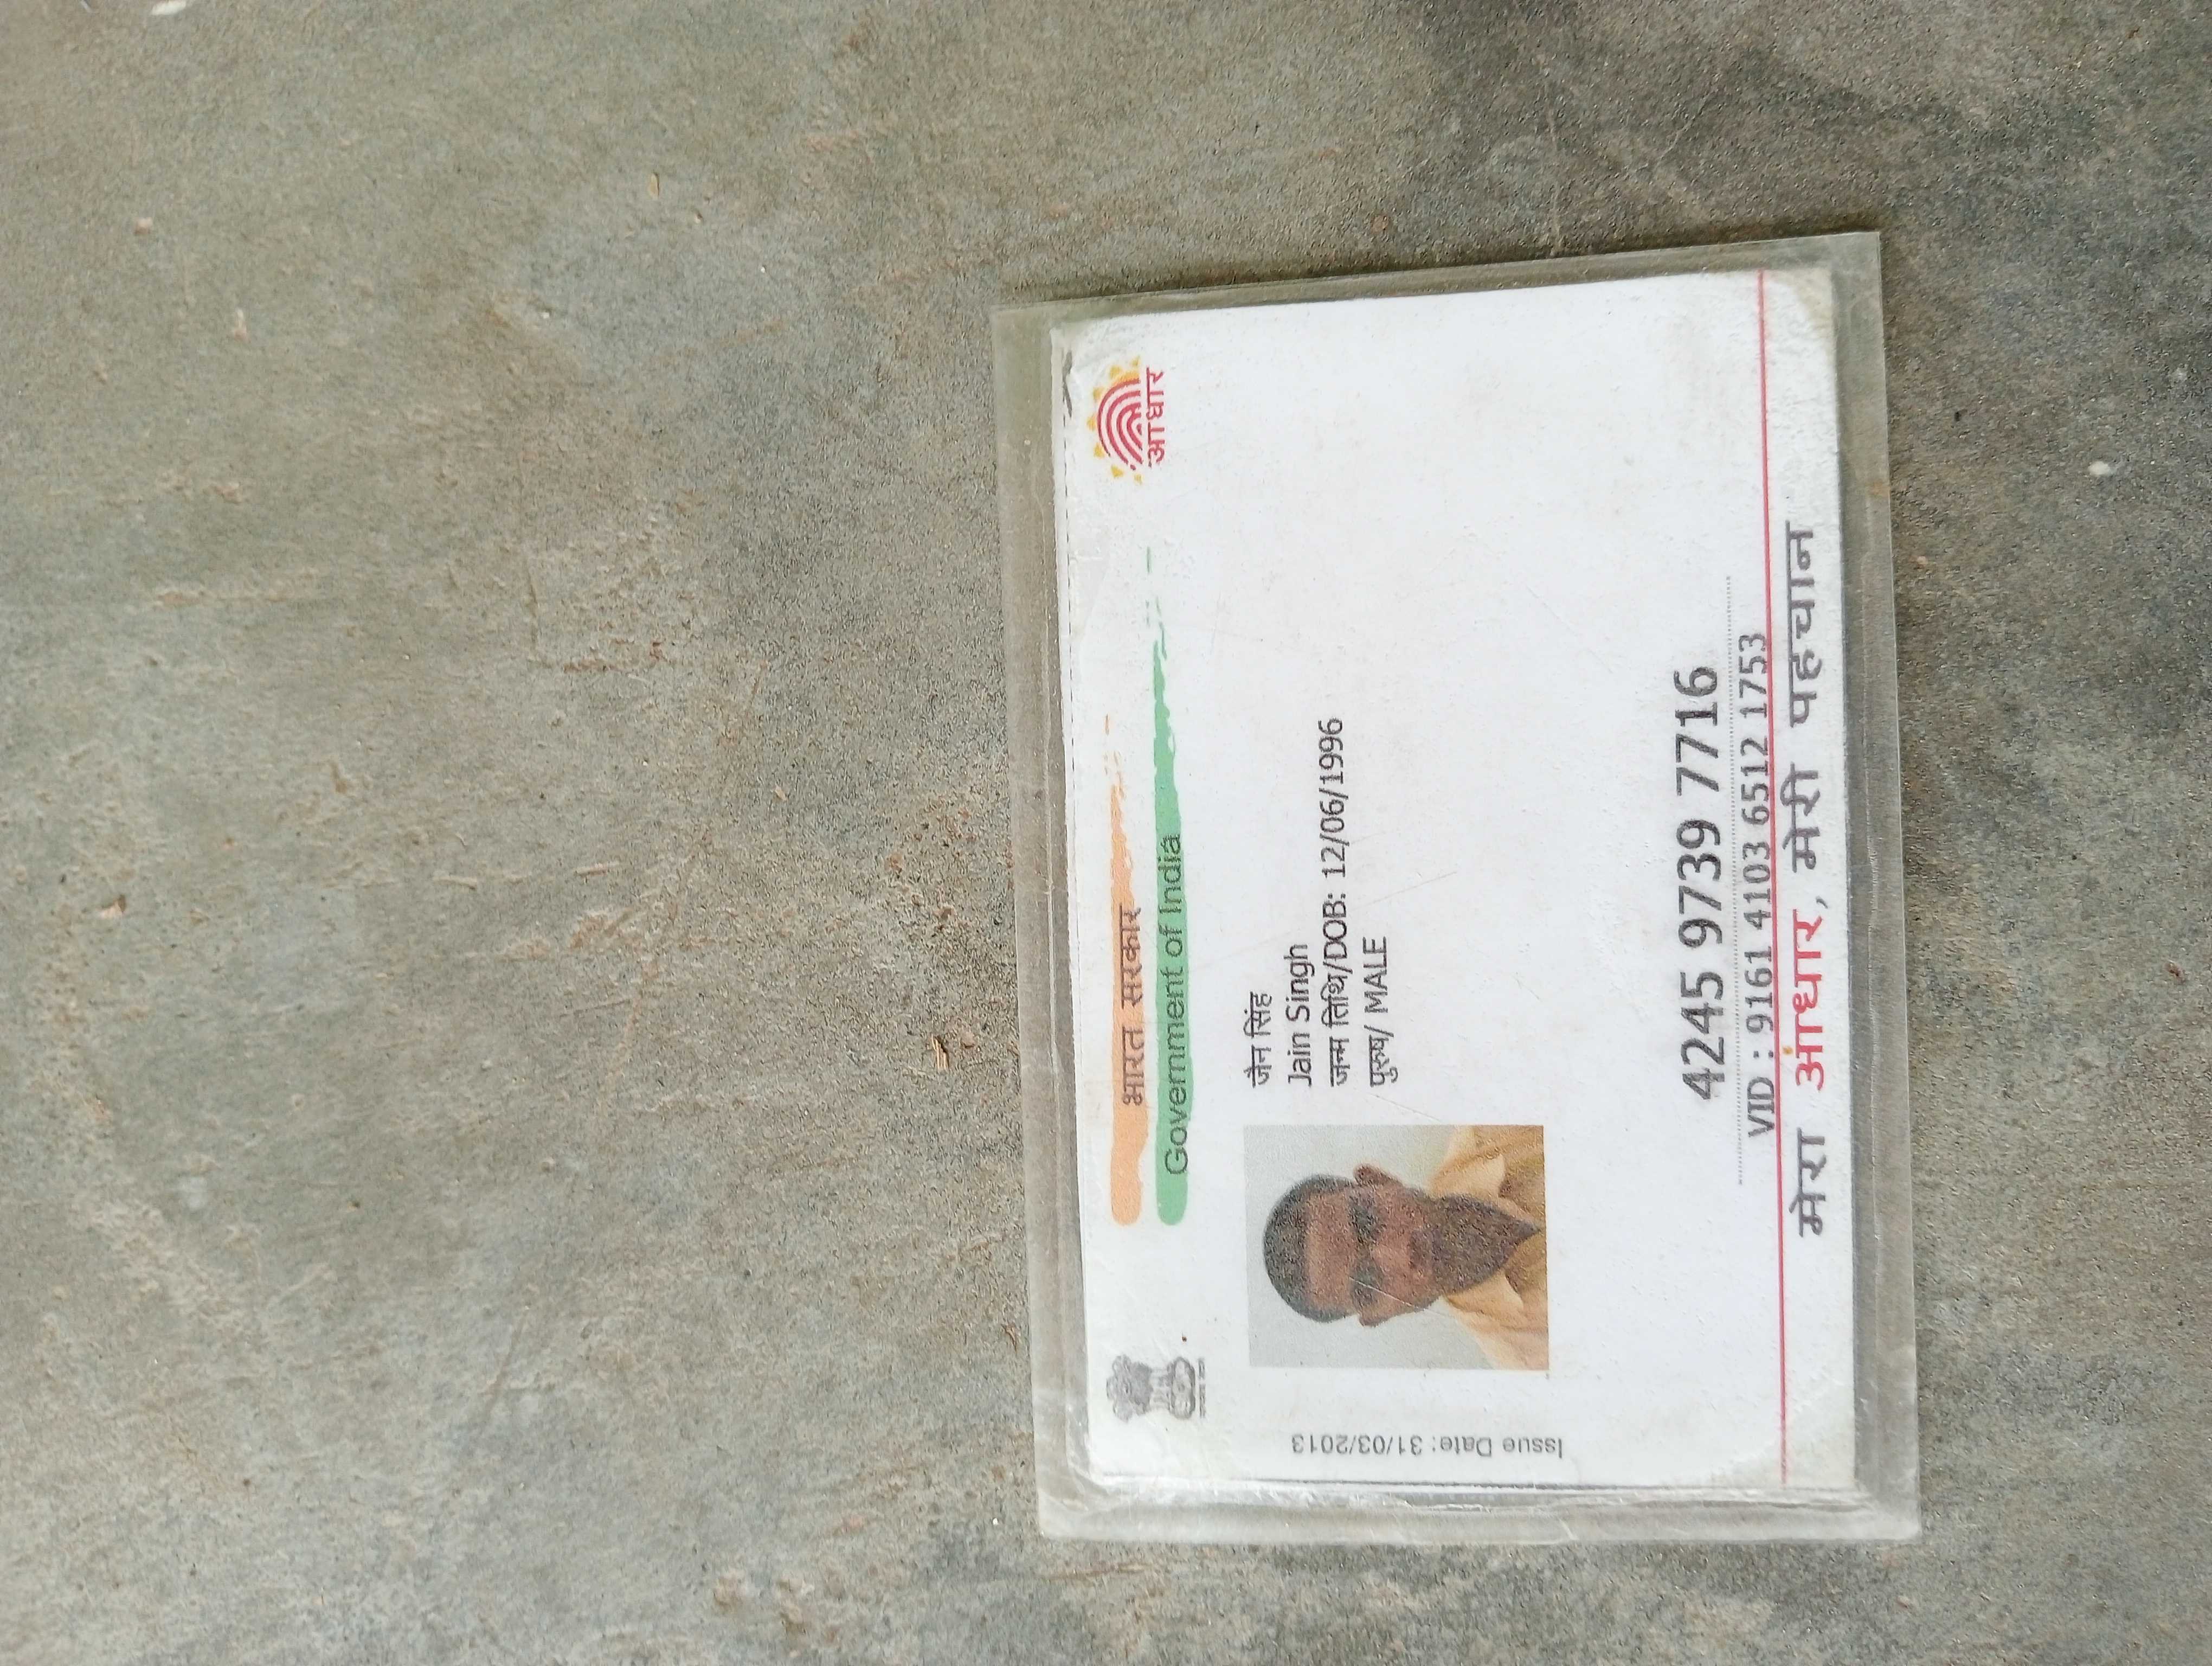 भारत सरकार
Government of India
आधार
Issue Date: 31/03/2013
जैन सिंह
Jain Singh
जन्म तिथि/DOB: 12/06/1996
पुरुष/ MALE
4245 9739 7716
VID : 9161 4103 6512 1753
मेरा आधार, मेरी पहचान